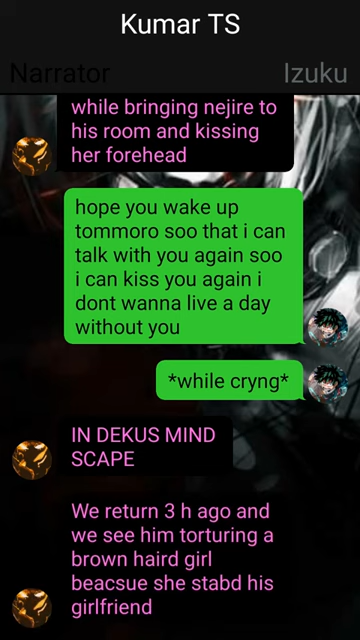 Kumar TS
Narrator
Izuku
while bringing nejire to
his room and kissing
her forehead
hope you wake up
tommoro soo that i can
talk with you again soo
i can kiss you again i
dont wanna live a day
without you
*while cryng*
IN DEKUS MIND
SCAPE
We return 3 h ago and
we see him torturing a
brown haird girl
beacsue she stabd his
girlfriend